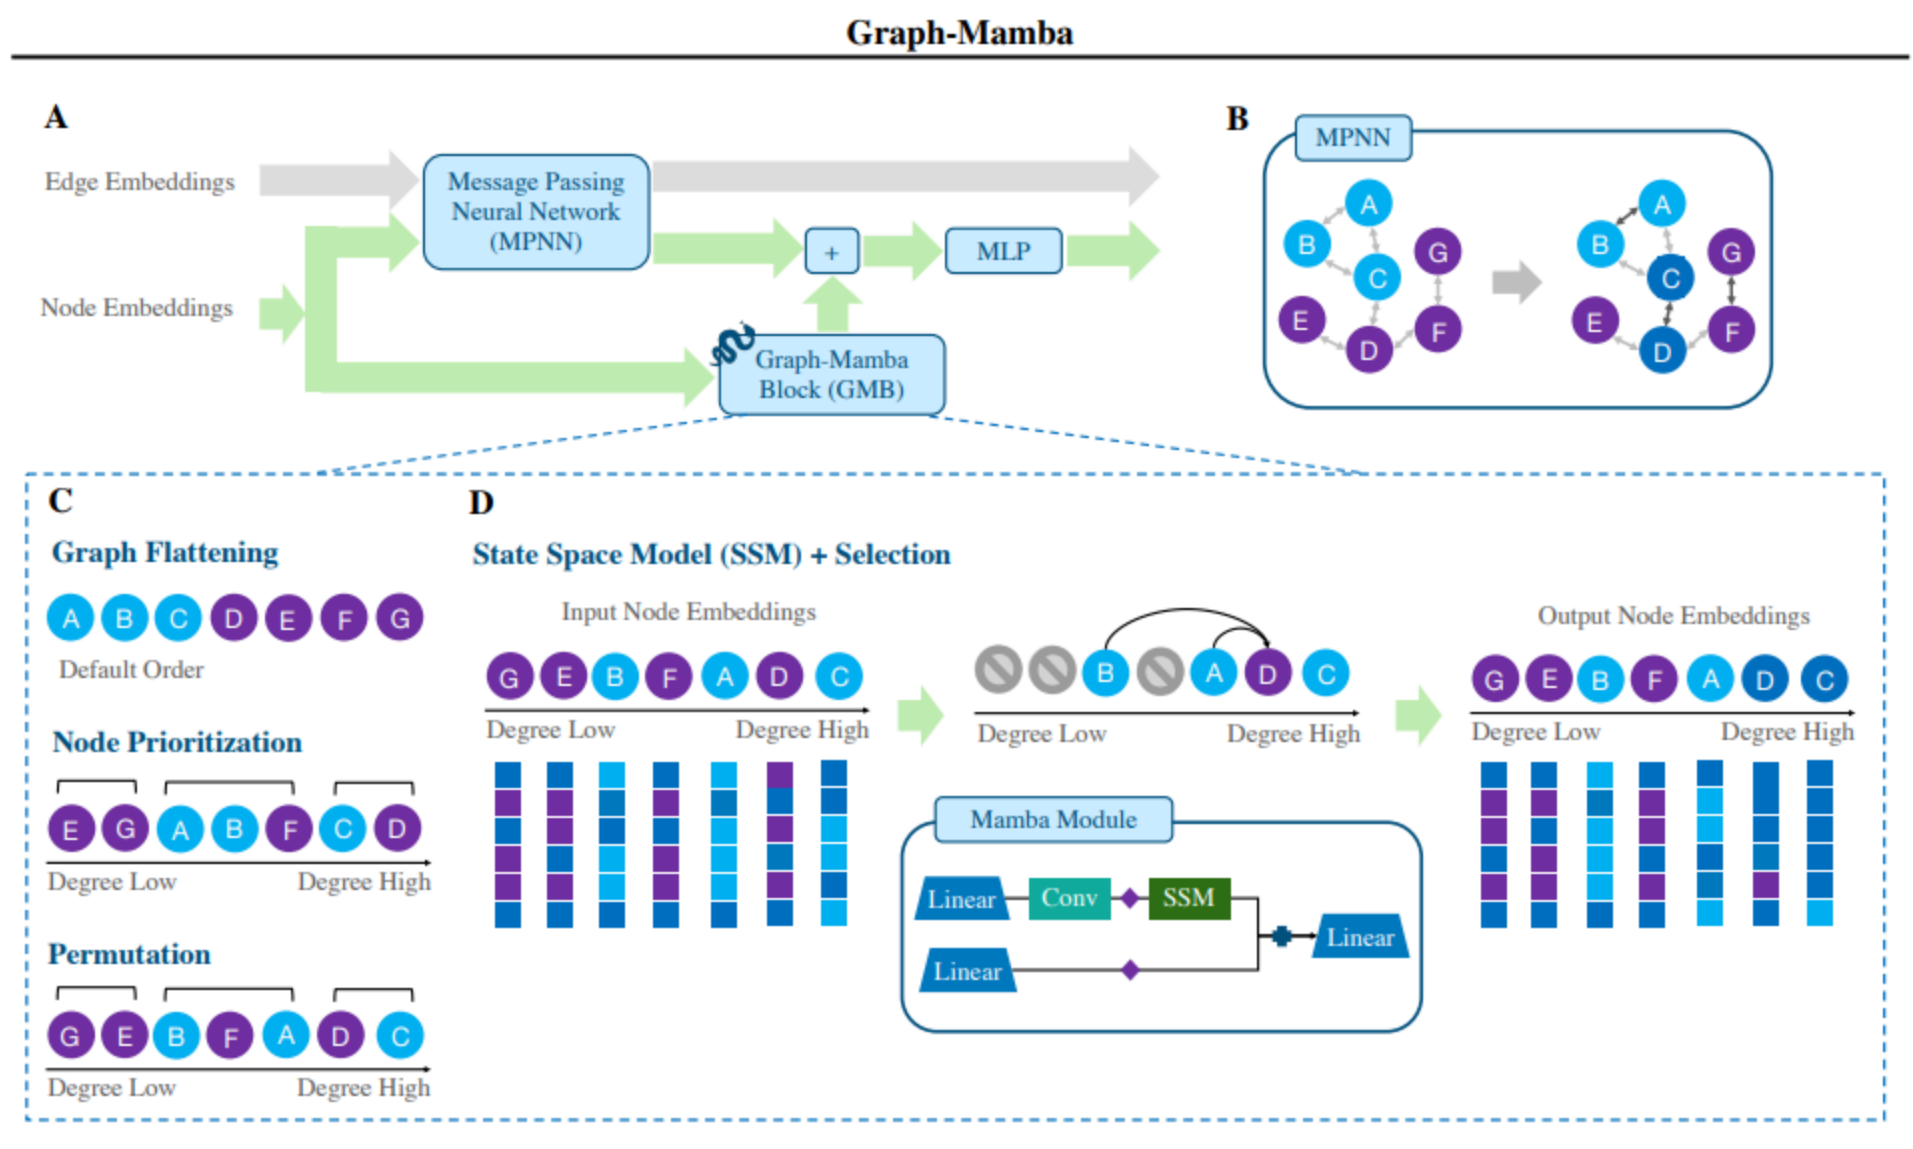 Graph-Mamba
A
Edge Embeddings
Node Embeddings
Message Passing
Neural Network
(MPNN)
+
MLP
Graph-Mamba
Block (GMB)
B
MPNN
A
B
G
C
E
F
D
A
B
G
C
E
F
D
C
Graph Flattening
A B C D E F G
Default Order
Node Prioritization
E G A B F C D
Degree Low Degree High
Permutation
G E B F A D C
Degree Low Degree High
D
State Space Model (SSM) + Selection
Input Node Embeddings
G E B F A D C
Degree Low Degree High
B A D C
Degree Low Degree High
Mamba Module
Linear Conv SSM
Linear
Linear
Output Node Embeddings
G E B F A D C
Degree Low Degree High